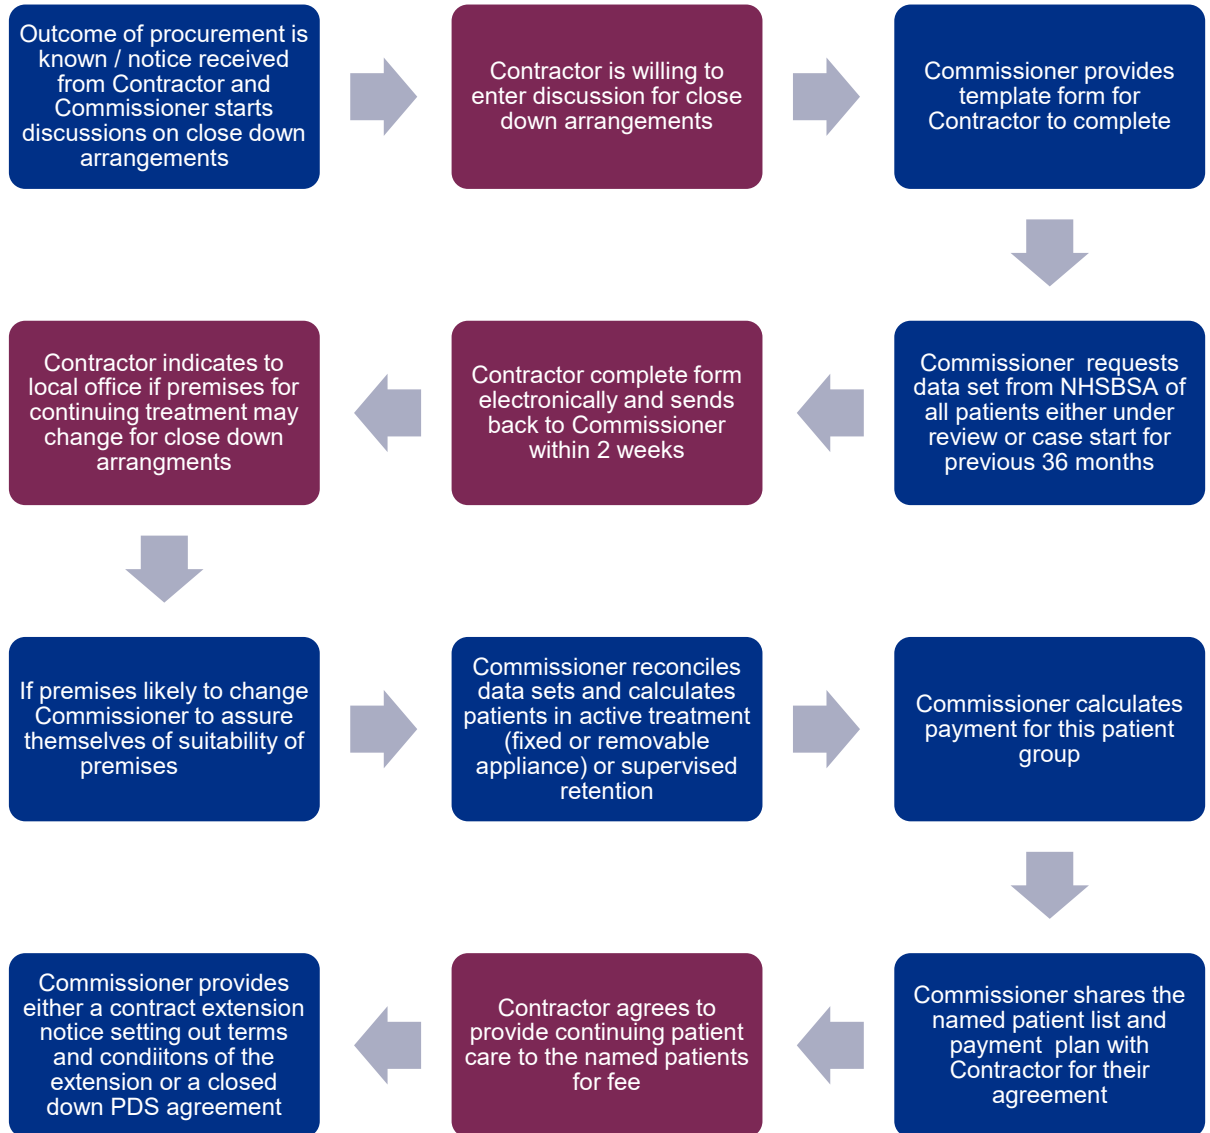 Outcome of procurement is
known / notice received
from Contractor and
Commissioner starts
discussions on close down
arrangements
Contractor is willing to
enter discussion for close
down arrangements
Commissioner provides
template form for
Contractor to complete
Commissioner requests
data set from NHSBSA of
all patients either under
review or case start for
previous 36 months
Contractor complete form
electronically and sends
back to Commissioner
within 2 weeks
Contractor indicates to
local office if premises for
continuing treatment may
change for close down
arrangments
If premises likely to change
Commissioner to assure
themselves of suitability of
premises
Commissioner reconciles
data sets and calculates
patients in active treatment
(fixed or removable
appliance) or supervised
retention
Commissioner calculates
payment for this patient
group
Commissioner shares the
named patient list and
payment plan with
Contractor for their
agreement
Contractor agrees to
provide continuing patient
care to the named patients
for fee
Commissioner provides
either a contract extension
notice setting out terms
and condiitons of the
extension or a closed
down PDS agreement